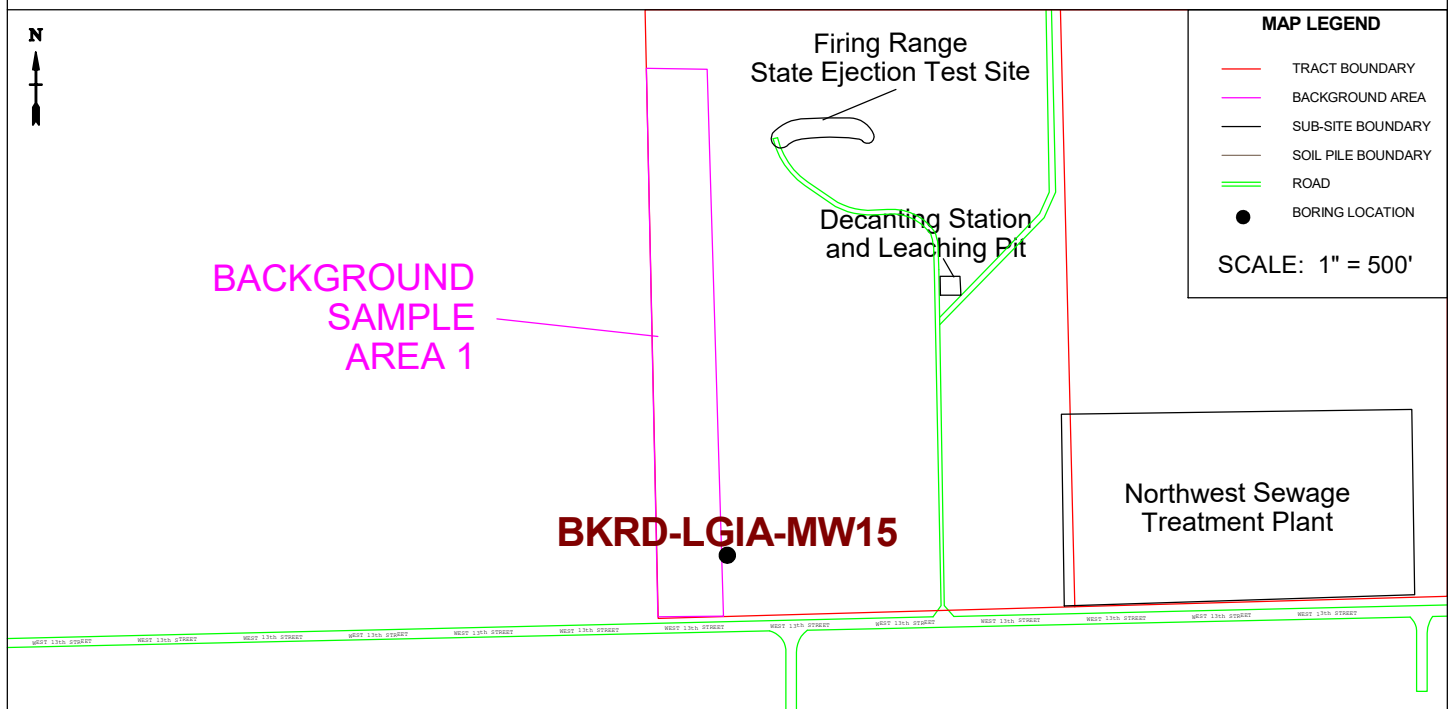 N
Firing Range
State Ejection Test Site
MAP LEGEND
TRACT BOUNDARY
BACKGROUND AREA
SUB-SITE BOUNDARY
SOIL PILE BOUNDARY
ROAD
BORING LOCATION
SCALE: 1" = 500'
Decanting Station
and Leaching Pit
BACKGROUND
SAMPLE
AREA 1
Northwest Sewage
Treatment Plant
BKRD-LGIA-MW15
WEST 13th STREET WEST 13th STREET WEST 13th STREET WEST 13th STREET WEST 13th STREET WEST 13th STREET WEST 13th STREET WEST 13th STREET WEST 13th STREET WEST 13th STREET WEST 13th STREET WEST 13th STREET WEST 13th STREET